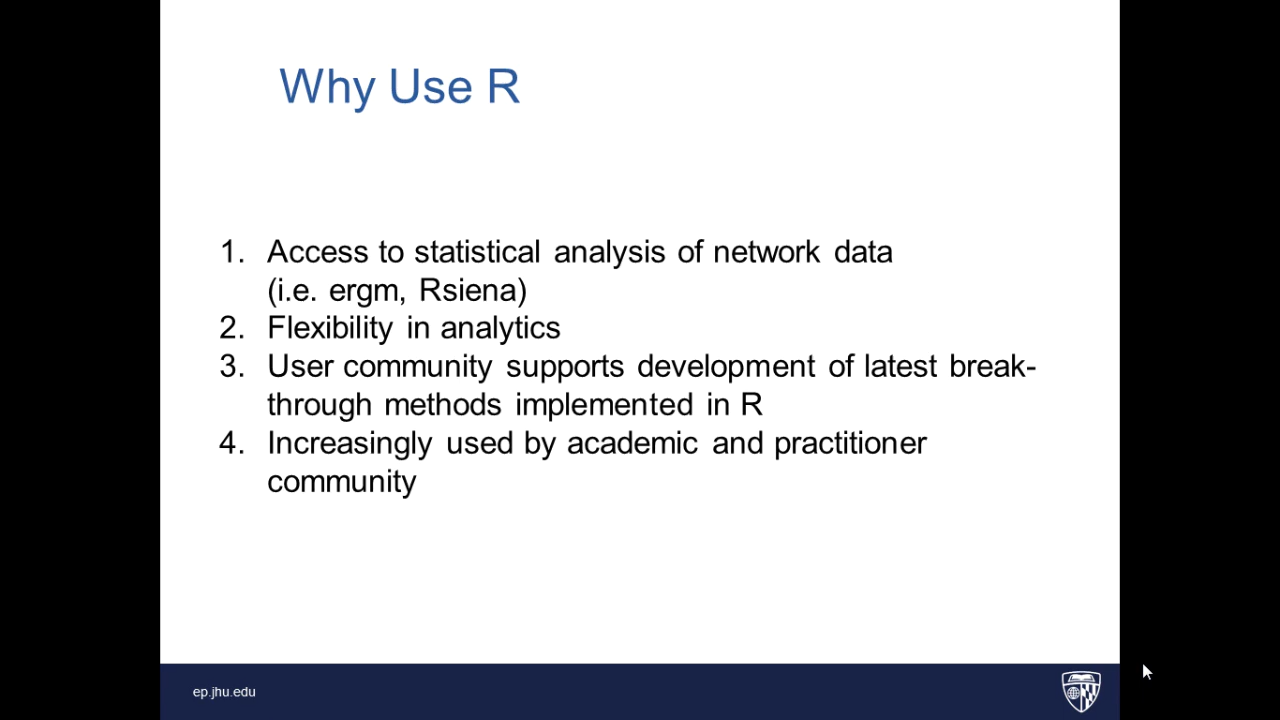 Why Use R
1. Access to statistical analysis of network data
(i.e. ergm, Rsiena)
2. Flexibility in analytics
3. User community supports development of latest break-
through methods implemented in R
4. Increasingly used by academic and practitioner
community
ep.jhu.edu